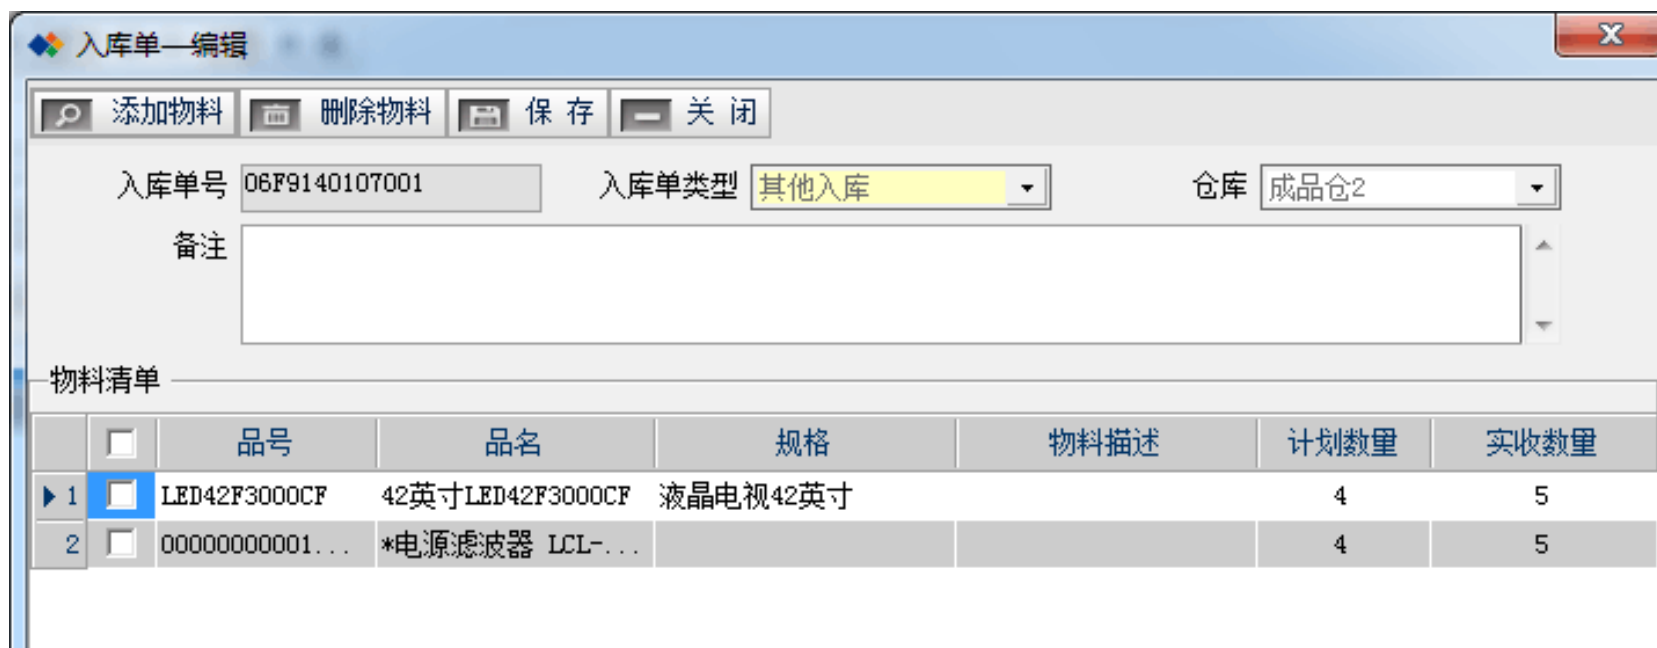 入库单—编辑
添加物料 删除物料 保 存 关 闭
入库单号 06F9140107001 入库单类型 其他入库 仓库 成品仓2
备注
物料清单
品号 品名 规格 物料描述 计划数量 实收数量
1 LED42F3000CF 42英寸LED42F3000CF 液晶电视42英寸 4 5
2 00000000001... *电源滤波器 LCL-... 4 5